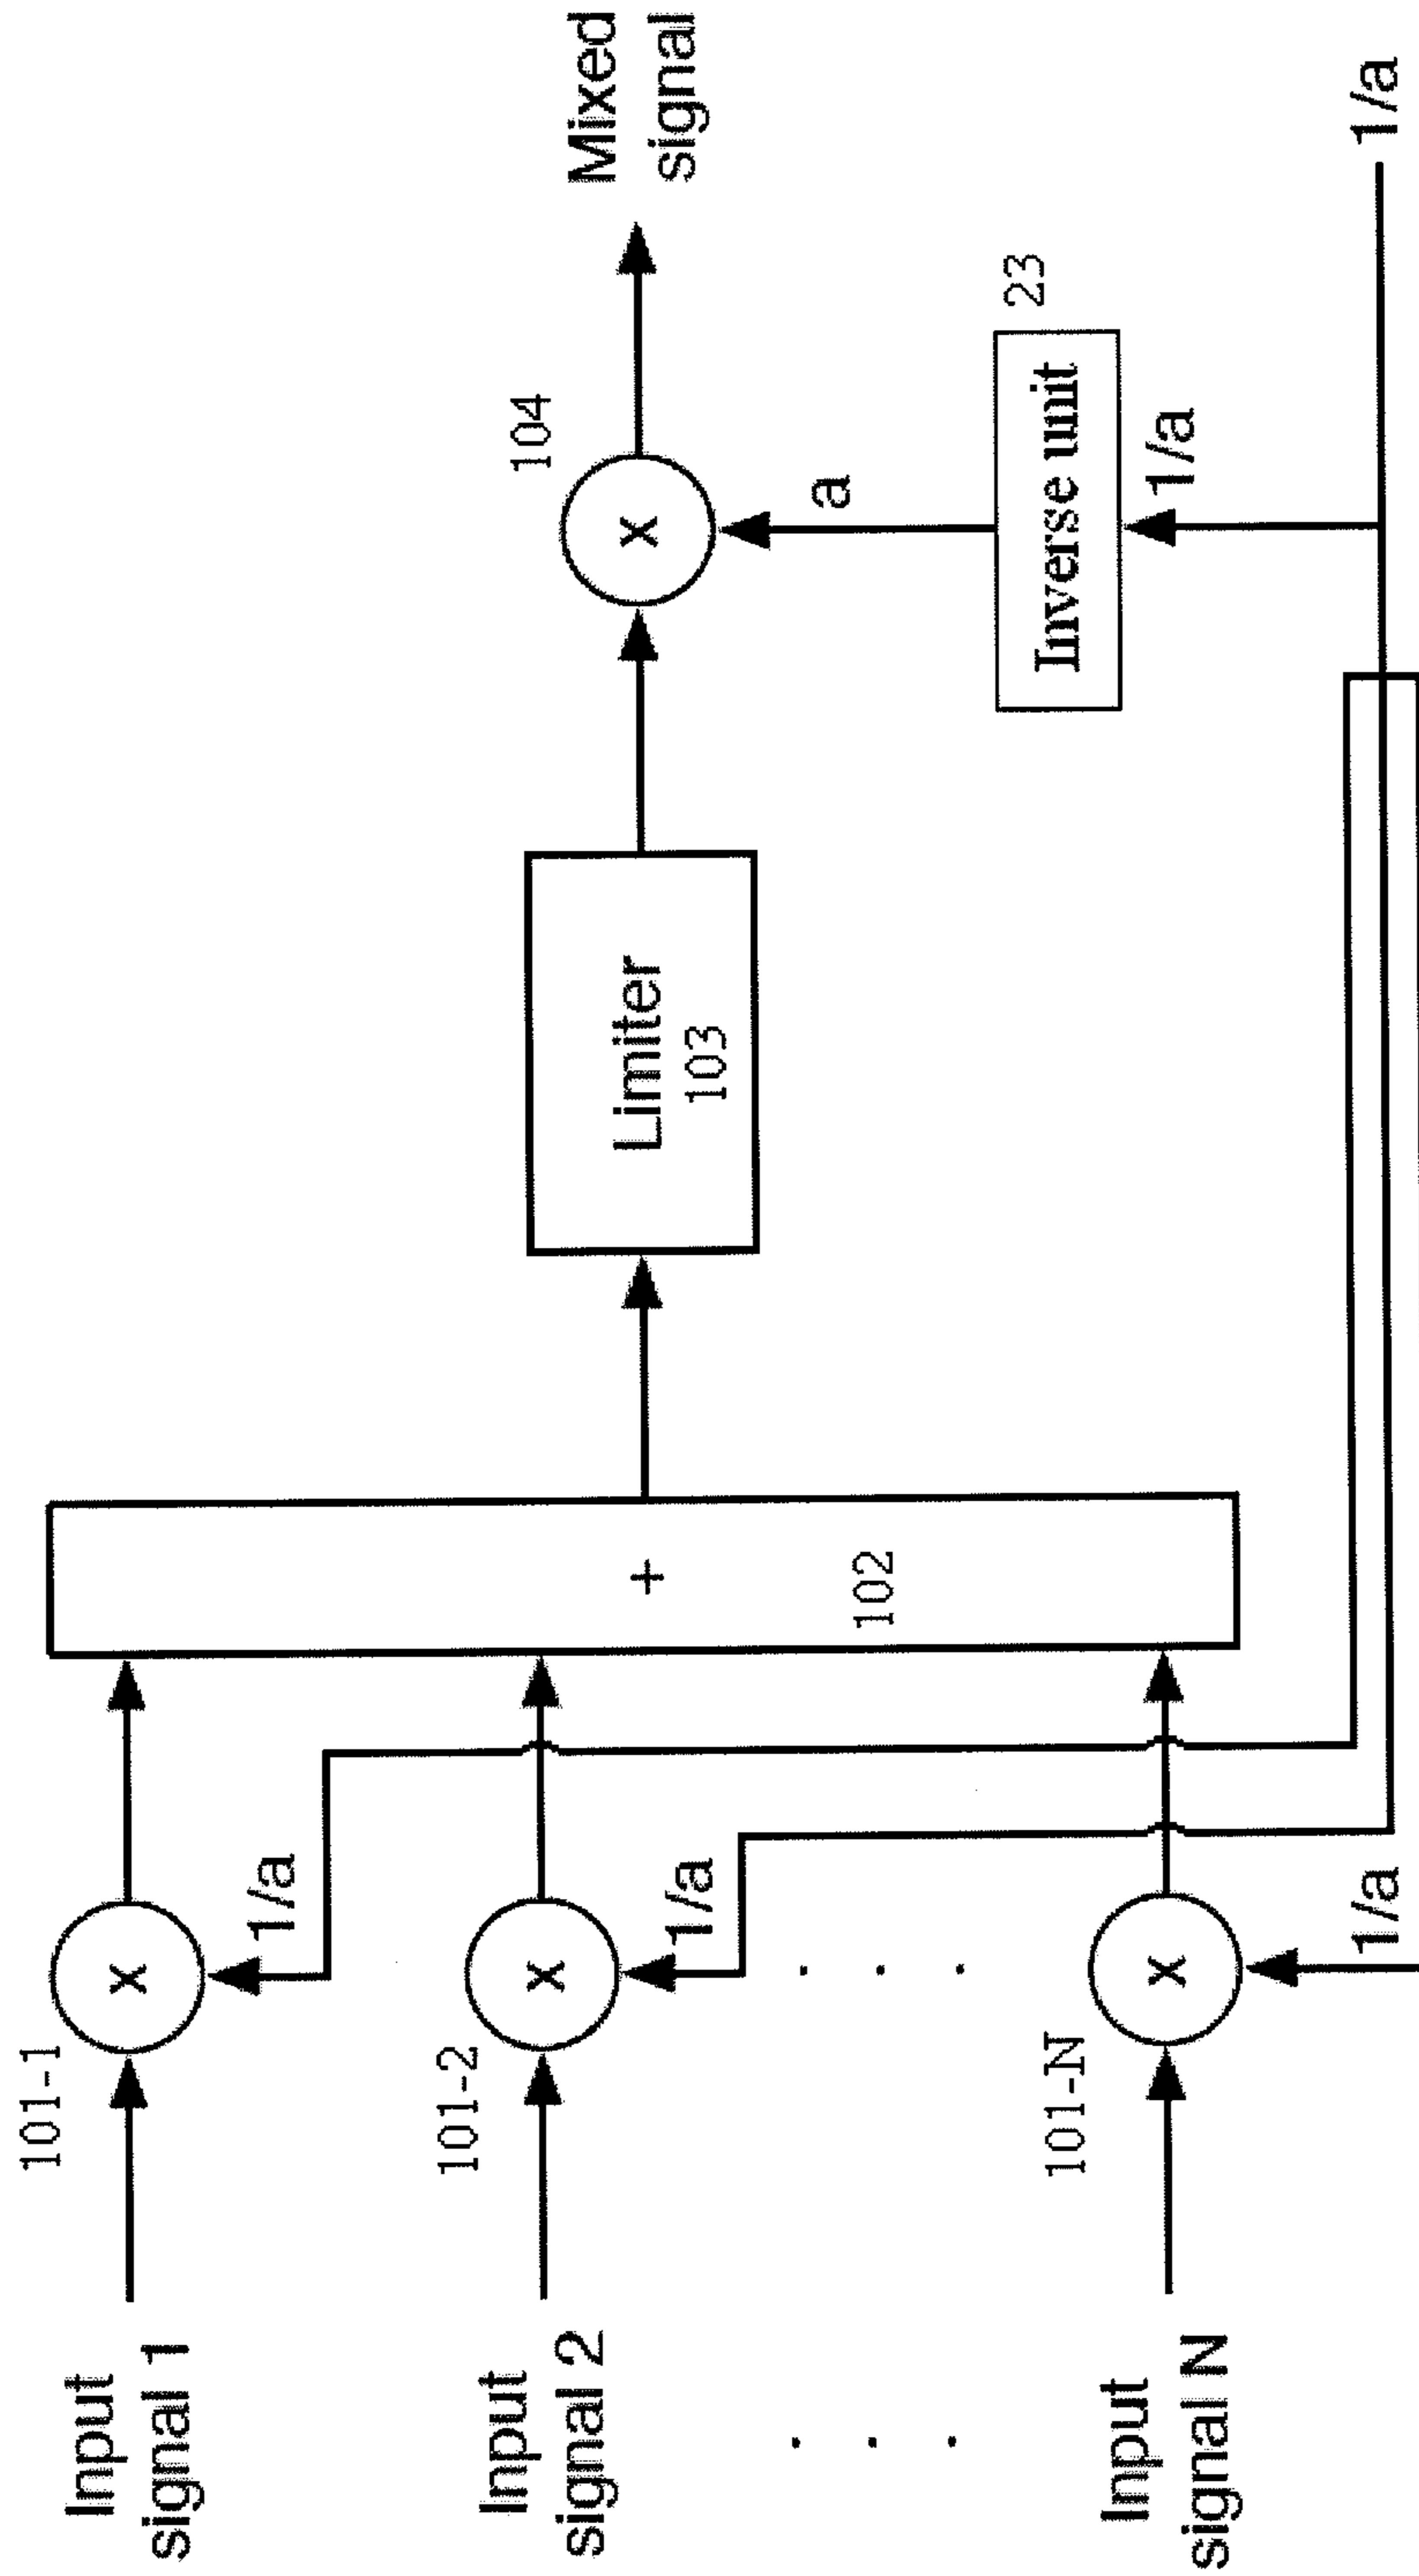 101-1
Input
signal 1
x
1/a
101-2
Input
signal 2
x
1/a
. . .
. . .
101-N
Input
signal N
x
1/a
+
102
Limiter
103
104
x
Mixed
signal
a
Inverse unit
23
1/a
1/a